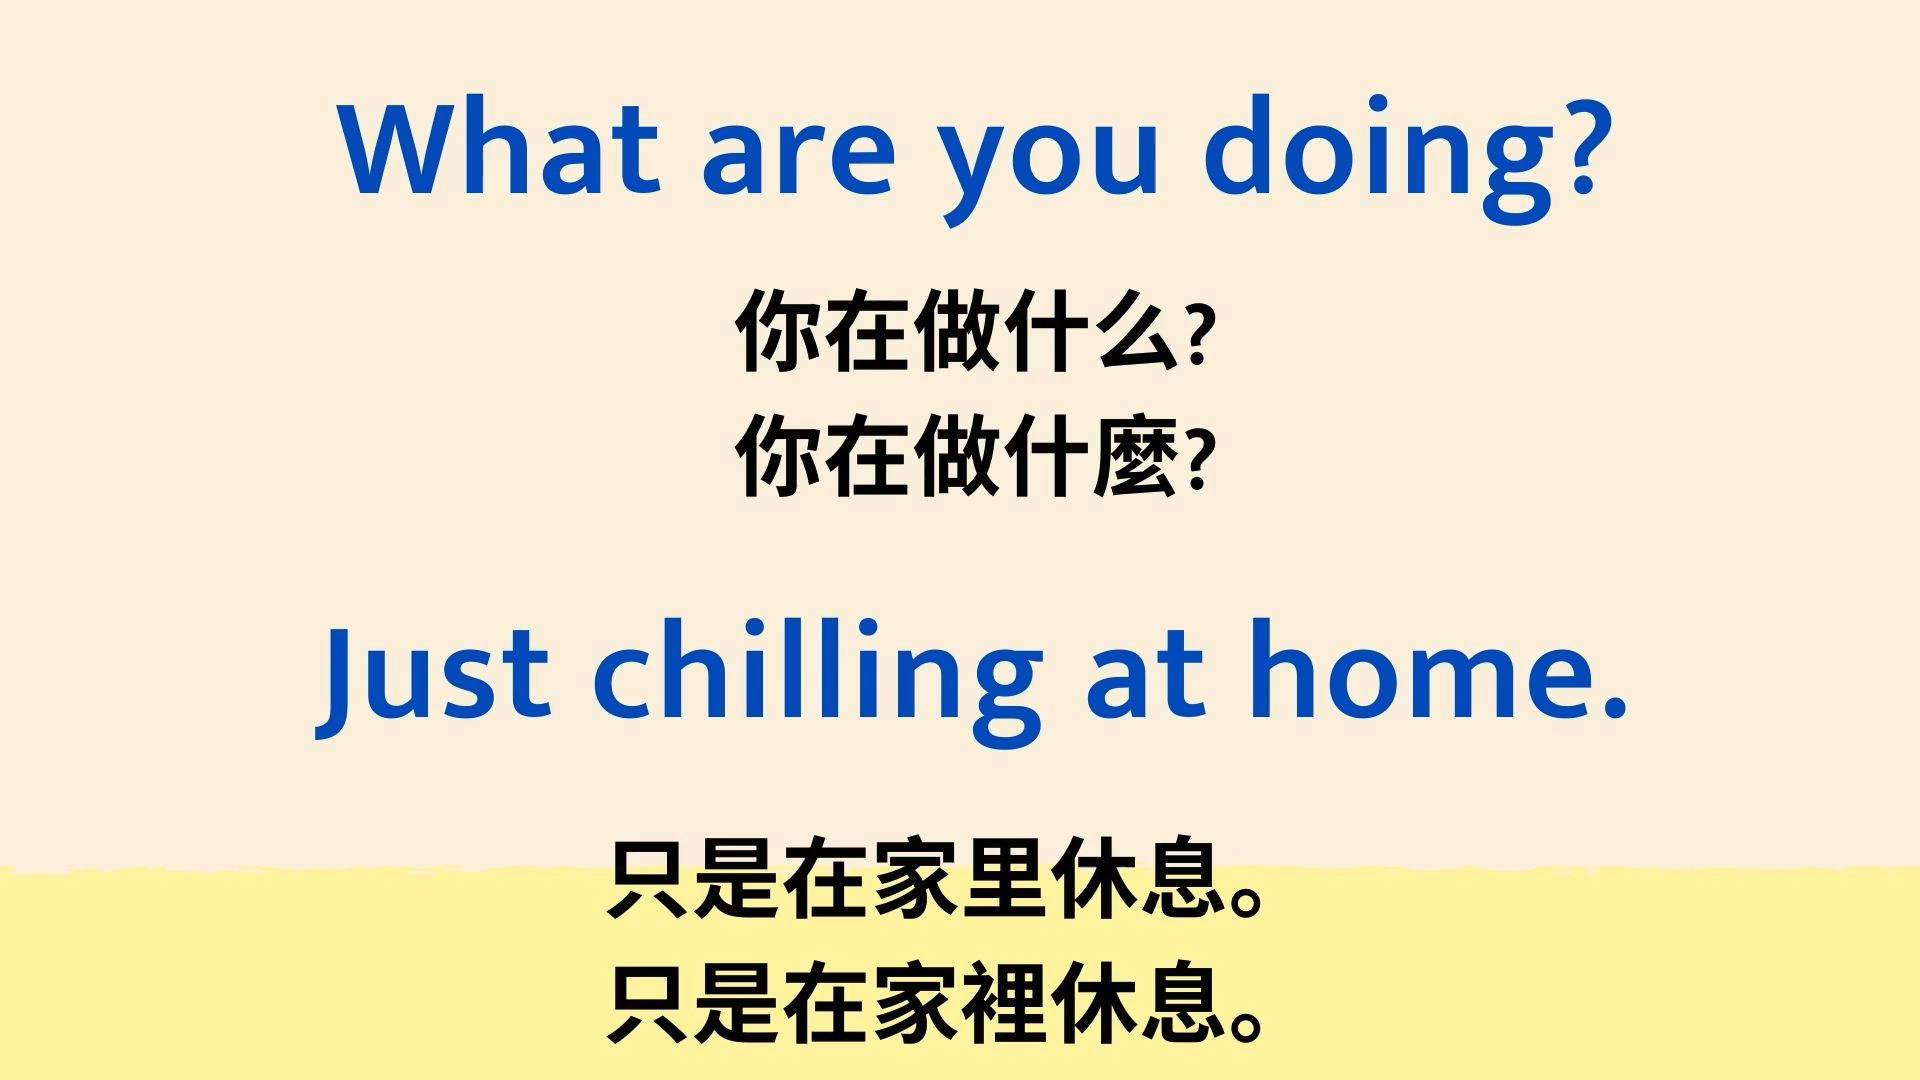 What are you doing?
你在做什么?
你在做什麼?
Just chilling at home.
只是在家里休息。
只是在家裡休息。